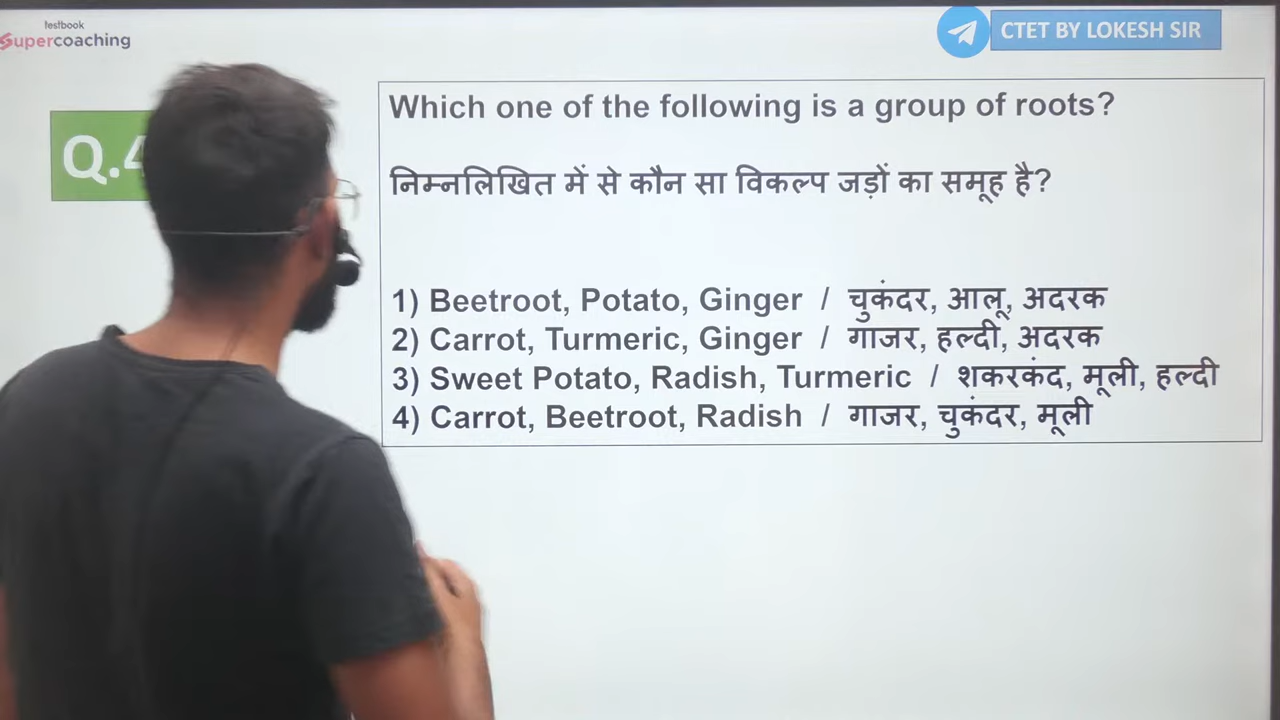 testbook
Supercoaching
CTET BY LOKESH SIR
Q.4
Which one of the following is a group of roots?
निम्नलिखित में से कौन सा विकल्प जड़ों का समूह है?
1) Beetroot, Potato, Ginger / चुकंदर, आलू, अदरक
2) Carrot, Turmeric, Ginger / गाजर, हल्दी, अदरक
3) Sweet Potato, Radish, Turmeric / शकरकंद, मूली, हल्दी
4) Carrot, Beetroot, Radish / गाजर, चुकंदर, मूली